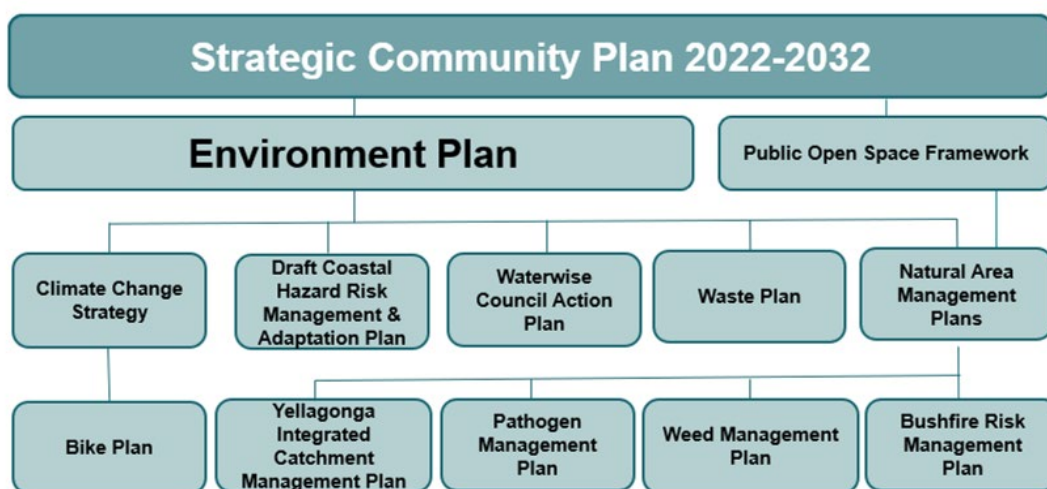 Strategic Community Plan 2022-2032
Environment Plan
Public Open Space Framework
Climate Change
Strategy
Draft Coastal
Hazard Risk
Management &
Adaptation Plan
Waterwise
Council Action
Plan
Waste Plan
Natural Area
Management
Plans
Bike Plan
Yellagonga
Integrated
Catchment
Management Plan
Pathogen
Management
Plan
Weed Management
Plan
Bushfire Risk
Management
Plan